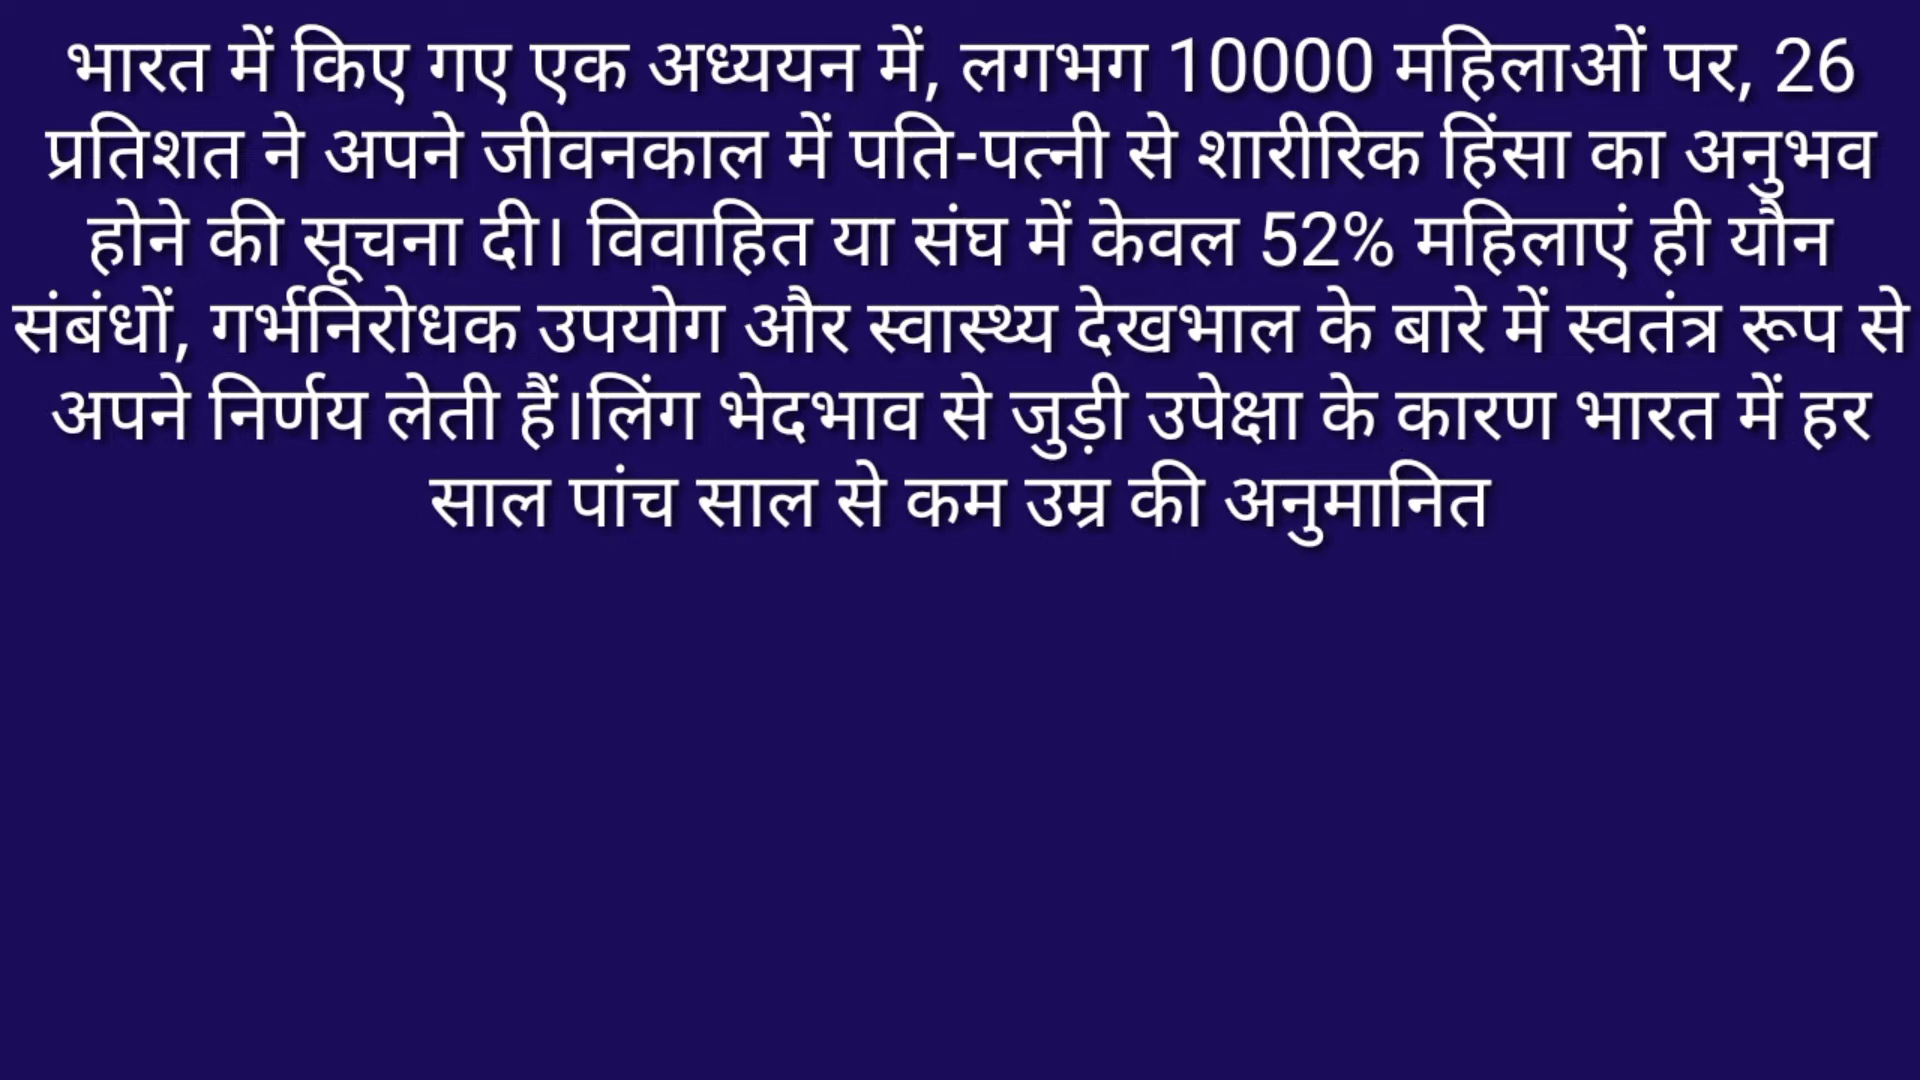 भारत में किए गए एक अध्ययन में, लगभग 10000 महिलाओं पर, 26
प्रतिशत ने अपने जीवनकाल में पति-पत्नी से शारीरिक हिंसा का अनुभव
होने की सूचना दी। विवाहित या संघ में केवल 52% महिलाएं ही यौन
संबंधों, गर्भनिरोधक उपयोग और स्वास्थ्य देखभाल के बारे में स्वतंत्र रूप से
अपने निर्णय लेती हैं।लिंग भेदभाव से जुड़ी उपेक्षा के कारण भारत में हर
साल पांच साल से कम उम्र की अनुमानित